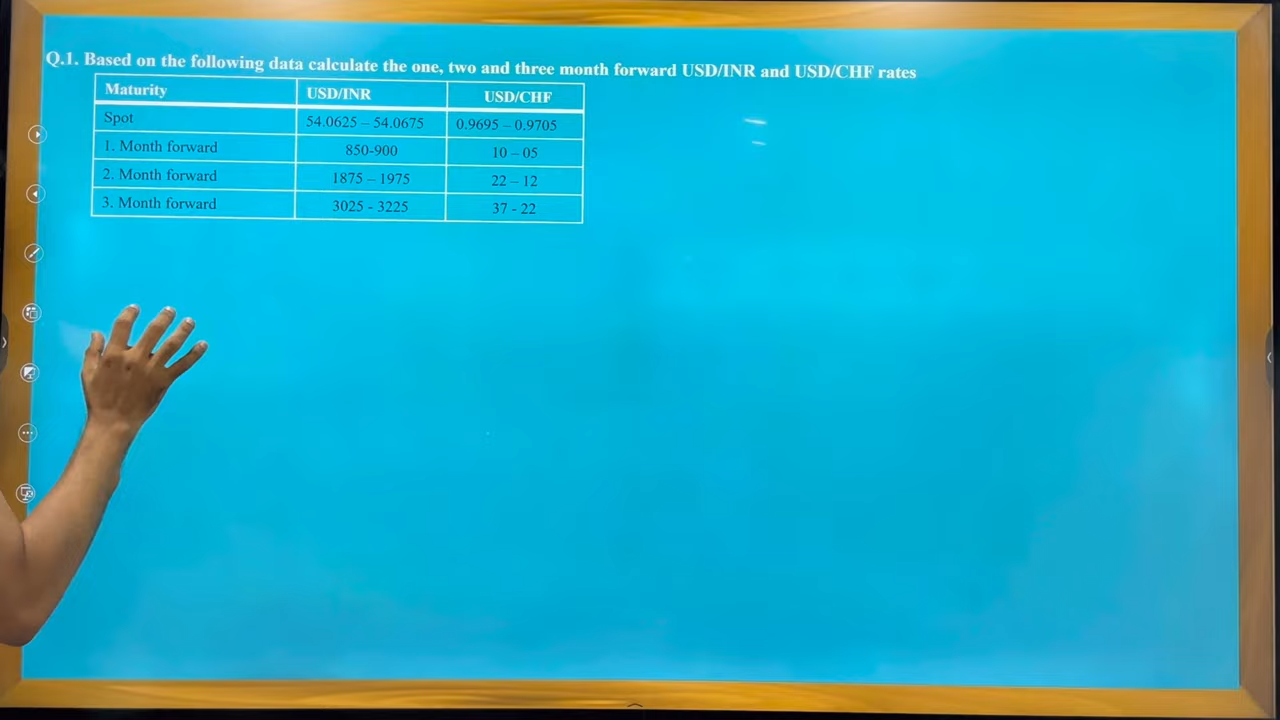 Q.1. Based on the following data calculate the one, two and three month forward USD/INR and USD/CHF rates
Maturity USD/INR USD/CHF
Spot 54.0625 – 54.0675 0.9695 – 0.9705
1. Month forward 850-900 10 – 05
2. Month forward 1875 – 1975 22 – 12
3. Month forward 3025 - 3225 37 - 22